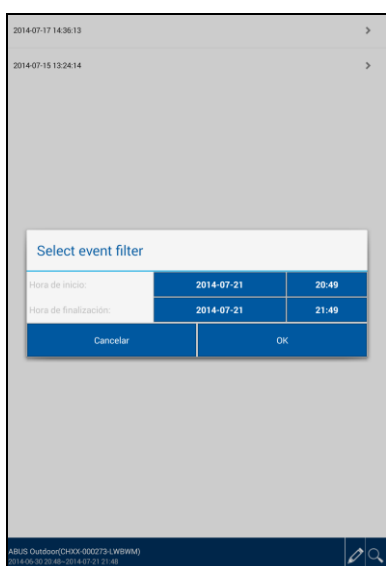 2014-07-17 14:36:13
2014-07-15 13:24:14
Select event filter
Hora de inicio: 2014-07-21 20:49
Hora de finalización: 2014-07-21 21:49
Cancelar OK
ABUS Outdoor(CHXX-000273-LWBWM)
2014-06-30 20:48~2014-07-21 21:48